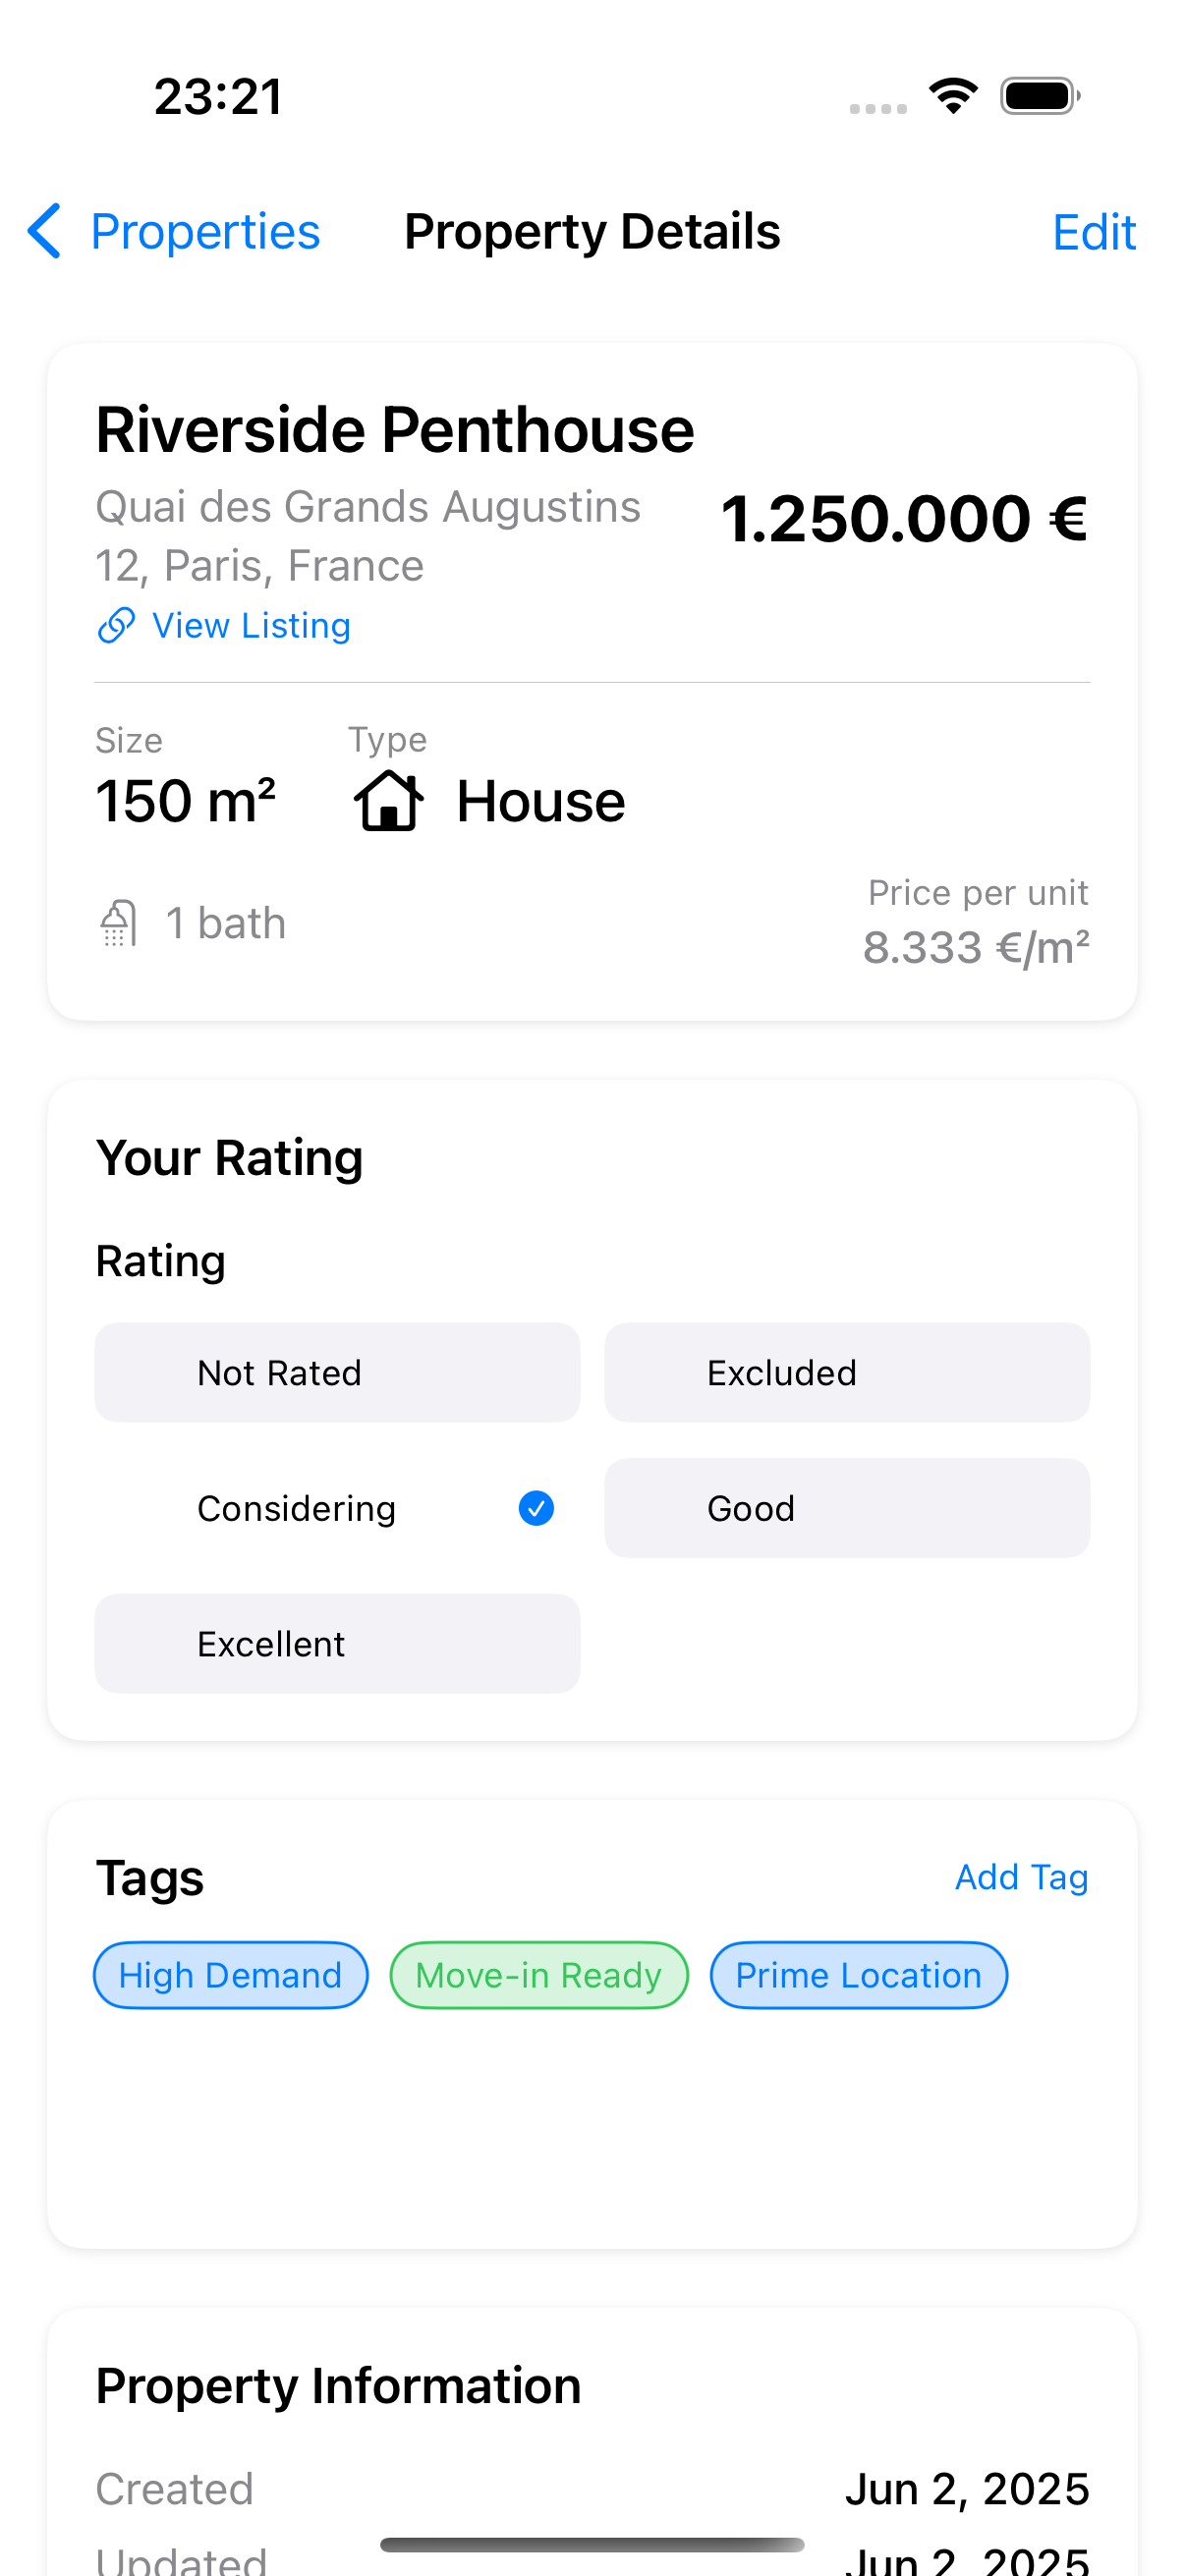 23:21
Properties
Property Details
Edit
Riverside Penthouse
Quai des Grands Augustins
12, Paris, France
1.250.000 €
View Listing
Size
Type
150 m²
House
1 bath
Price per unit
8.333 €/m²
Your Rating
Rating
Not Rated
Excluded
Considering
Good
Excellent
Tags
Add Tag
High Demand
Move-in Ready
Prime Location
Property Information
Created
Jun 2, 2025
Updated
Jun 2, 2025